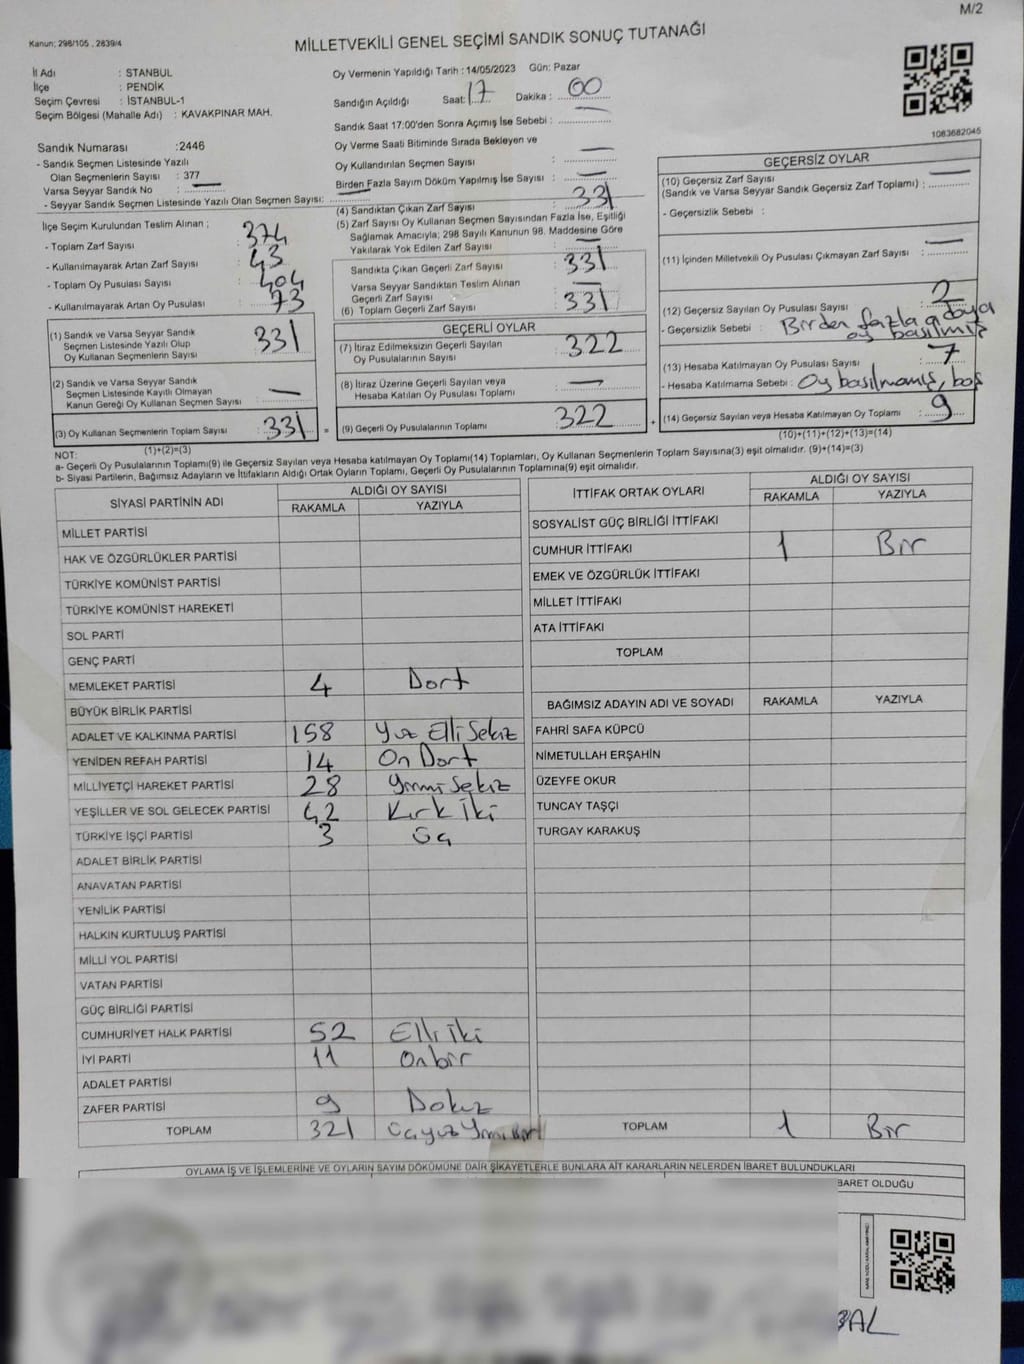 M/2
Kanun: 298/105 , 2839/4
MİLLETVEKİLİ GENEL SEÇİMİ SANDIK SONUÇ TUTANAĞI
İl Adı : STANBUL
İlçe : PENDİK
Seçim Çevresi : İSTANBUL-1
Seçim Bölgesi (Mahalle Adı) : KAVAKPINAR MAH.
Oy Vermenin Yapıldığı Tarih : 14/05/2023 Gün: Pazar
Sandığın Açıldığı Saat: 17 Dakika : 00
Sandık Saat 17:00'den Sonra Açımış İse Sebebi :
Oy Verme Saati Bitiminde Sırada Bekleyen ve
Oy Kullandırılan Seçmen Sayısı : —
Birden Fazla Sayım Döküm Yapılmış İse Sayısı : —
1083682045
Sandık Numarası :2446
- Sandık Seçmen Listesinde Yazılı
Olan Seçmenlerin Sayısı : 377
Varsa Seyyar Sandık No : —
- Seyyar Sandık Seçmen Listesinde Yazılı Olan Seçmen Sayısı: —
İlçe Seçim Kurulundan Teslim Alınan ;
- Toplam Zarf Sayısı : 374
- Kullanılmayarak Artan Zarf Sayısı : 43
- Toplam Oy Pusulası Sayısı : 404
- Kullanılmayarak Artan Oy Pusulası : 73
(1) Sandık ve Varsa Seyyar Sandık
Seçmen Listesinde Yazılı Olup
Oy Kullanan Seçmenlerin Sayısı : 331
(2) Sandık ve Varsa Seyyar Sandık
Seçmen Listesinde Kayıtlı Olmayan
Kanun Gereği Oy Kullanan Seçmen Sayısı : —
(3) Oy Kullanan Seçmenlerin Toplam Sayısı : 331
(1)+(2)=(3)
(4) Sandıktan Çıkan Zarf Sayısı : 331
(5) Zarf Sayısı Oy Kullanan Seçmen Sayısından Fazla İse, Eşitliği
Sağlamak Amacıyla; 298 Sayılı Kanunun 98. Maddesine Göre
Yakılarak Yok Edilen Zarf Sayısı : —
Sandıkta Çıkan Geçerli Zarf Sayısı : 331
Varsa Seyyar Sandıktan Teslim Alınan
Geçerli Zarf Sayısı : —
(6) Toplam Geçerli Zarf Sayısı : 331
GEÇERLİ OYLAR
(7) İtiraz Edilmeksizin Geçerli Sayılan
Oy Pusulalarının Sayısı : 322
(8) İtiraz Üzerine Geçerli Sayılan veya
Hesaba Katılan Oy Pusulası Toplamı : —
= (9) Geçerli Oy Pusulalarının Toplamı : 322
GEÇERSİZ OYLAR
(10) Geçersiz Zarf Sayısı
(Sandık ve Varsa Seyyar Sandık Geçersiz Zarf Toplamı) : —
- Geçersizlik Sebebi :
(11) İçinden Milletvekili Oy Pusulası Çıkmayan Zarf Sayısı : —
(12) Geçersiz Sayılan Oy Pusulası Sayısı : 2
- Geçersizlik Sebebi : Birden fazla adaya
oy basılmış
(13) Hesaba Katılmayan Oy Pusulası Sayısı : 7
- Hesaba Katılmama Sebebi : Oy basılmamış, boş
+ (14) Geçersiz Sayılan veya Hesaba Katılmayan Oy Toplamı : 9
(10)+(11)+(12)+(13)=(14)
NOT:
a- Geçerli Oy Pusulalarının Toplamı(9) ile Geçersiz Sayılan veya Hesaba katılmayan Oy Toplamı(14) Toplamları, Oy Kullanan Seçmenlerin Toplam Sayısına(3) eşit olmalıdır. (9)+(14)=(3)
b- Siyasi Partilerin, Bağımsız Adayların ve İttifakların Aldığı Ortak Oyların Toplamı, Geçerli Oy Pusulalarının Toplamına(9) eşit olmalıdır.
SİYASİ PARTİNİN ADI ALDIĞI OY SAYISI
RAKAMLA YAZIYLA
MİLLET PARTİSİ
HAK VE ÖZGÜRLÜKLER PARTİSİ
TÜRKİYE KOMÜNİST PARTİSİ
TÜRKİYE KOMÜNİST HAREKETİ
SOL PARTİ
GENÇ PARTİ
MEMLEKET PARTİSİ 4 Dort
BÜYÜK BİRLİK PARTİSİ
ADALET VE KALKINMA PARTİSİ 158 Yuz Elli Sekiz
YENİDEN REFAH PARTİSİ 14 On Dort
MİLLİYETÇİ HAREKET PARTİSİ 28 Yirmi Sekiz
YEŞİLLER VE SOL GELECEK PARTİSİ 42 Kırk İki
TÜRKİYE İŞÇİ PARTİSİ 3 Üç
ADALET BİRLİK PARTİSİ
ANAVATAN PARTİSİ
YENİLİK PARTİSİ
HALKIN KURTULUŞ PARTİSİ
MİLLİ YOL PARTİSİ
VATAN PARTİSİ
GÜÇ BİRLİĞİ PARTİSİ
CUMHURİYET HALK PARTİSİ 52 Elli İki
İYİ PARTİ 11 Onbir
ADALET PARTİSİ
ZAFER PARTİSİ 9 Dokuz
TOPLAM 321
İTTİFAK ORTAK OYLARI ALDIĞI OY SAYISI
RAKAMLA YAZIYLA
SOSYALİST GÜÇ BİRLİĞİ İTTİFAKI
CUMHUR İTTİFAKI 1 Bir
EMEK VE ÖZGÜRLÜK İTTİFAKI
MİLLET İTTİFAKI
ATA İTTİFAKI
TOPLAM
BAĞIMSIZ ADAYIN ADI VE SOYADI RAKAMLA YAZIYLA
FAHRİ SAFA KÜPCÜ
NİMETULLAH ERŞAHİN
ÜZEYFE OKUR
TUNCAY TAŞÇI
TURGAY KARAKUŞ
TOPLAM 1 Bir
OYLAMA İŞ VE İŞLEMLERİNE VE OYLARIN SAYIM DÖKÜMÜNE DAİR ŞİKAYETLERLE BUNLARA AİT KARARLARIN NELERDEN İBARET BULUNDUKLARI
BARET OLDUĞU